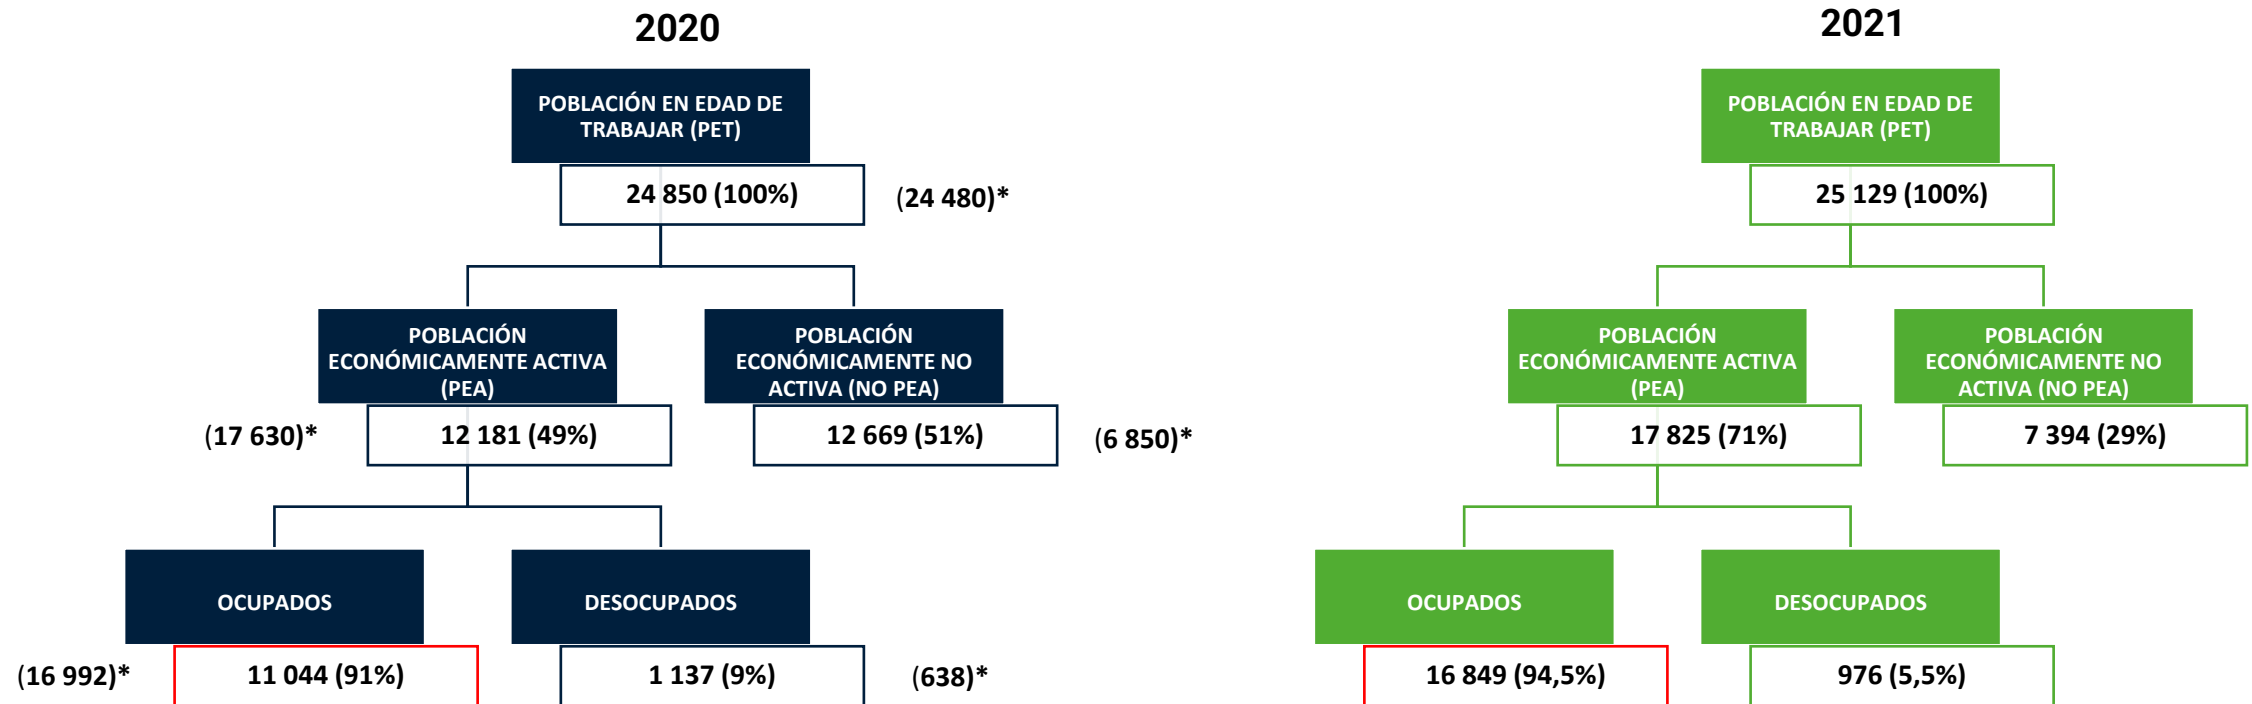 2020
POBLACIÓN EN EDAD DE
TRABAJAR (PET)
24 850 (100%)
(24 480)*
POBLACIÓN
ECONÓMICAMENTE ACTIVA
(PEA)
(17 630)*
12 181 (49%)
POBLACIÓN
ECONÓMICAMENTE NO
ACTIVA (NO PEA)
12 669 (51%)
(6 850)*
OCUPADOS
(16 992)*
11 044 (91%)
DESOCUPADOS
1 137 (9%)
(638)*
2021
POBLACIÓN EN EDAD DE
TRABAJAR (PET)
25 129 (100%)
POBLACIÓN
ECONÓMICAMENTE ACTIVA
(PEA)
17 825 (71%)
POBLACIÓN
ECONÓMICAMENTE NO
ACTIVA (NO PEA)
7 394 (29%)
OCUPADOS
16 849 (94,5%)
DESOCUPADOS
976 (5,5%)